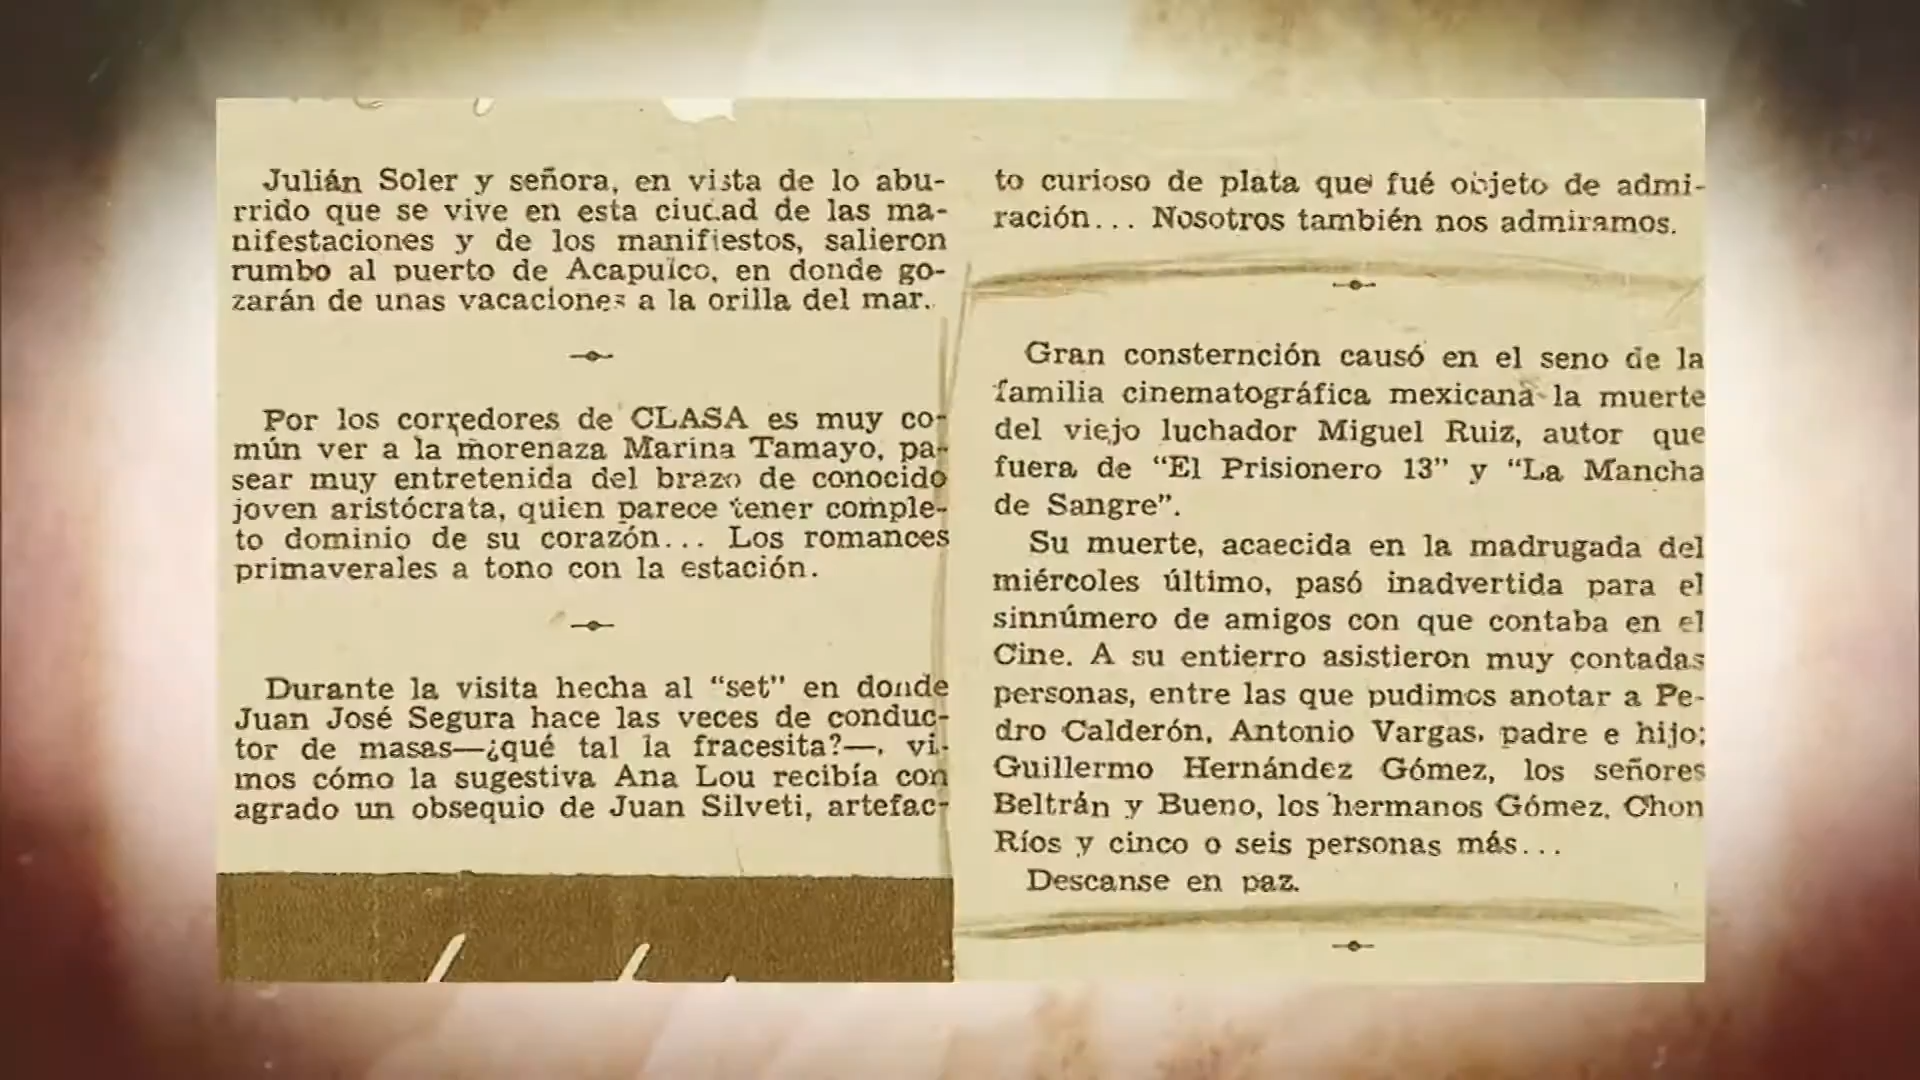 Julián Soler y señora, en vista de lo abu-
rrido que se vive en esta ciudad de las ma-
nifestaciones y de los manifiestos, salieron
rumbo al puerto de Acapulco, en donde go-
zarán de unas vacaciones a la orilla del mar.
Por los corredores de CLASA es muy co-
mún ver a la morenaza Marina Tamayo, pa-
sear muy entretenida del brazo de conocido
joven aristócrata, quien parece tener comple-
to dominio de su corazón... Los romances
primaverales a tono con la estación.
Durante la visita hecha al "set" en donde
Juan José Segura hace las veces de conduc-
tor de masas—¿qué tal la fracesita?—, vi-
mos cómo la sugestiva Ana Lou recibía con
agrado un obsequio de Juan Silveti, artefac-
to curioso de plata que fué objeto de admi-
ración... Nosotros también nos admiramos.
Gran consternción causó en el seno de la
familia cinematográfica mexicana la muerte
del viejo luchador Miguel Ruiz, autor que
fuera de "El Prisionero 13" y "La Mancha
de Sangre".
Su muerte, acaecida en la madrugada del
miércoles último, pasó inadvertida para el
sinnúmero de amigos con que contaba en el
Cine. A su entierro asistieron muy contadas
personas, entre las que pudimos anotar a Pe-
dro Calderón, Antonio Vargas, padre e hijo;
Guillermo Hernández Gómez, los señores
Beltrán y Bueno, los hermanos Gómez, Chon
Ríos y cinco o seis personas más...
Descanse en paz.